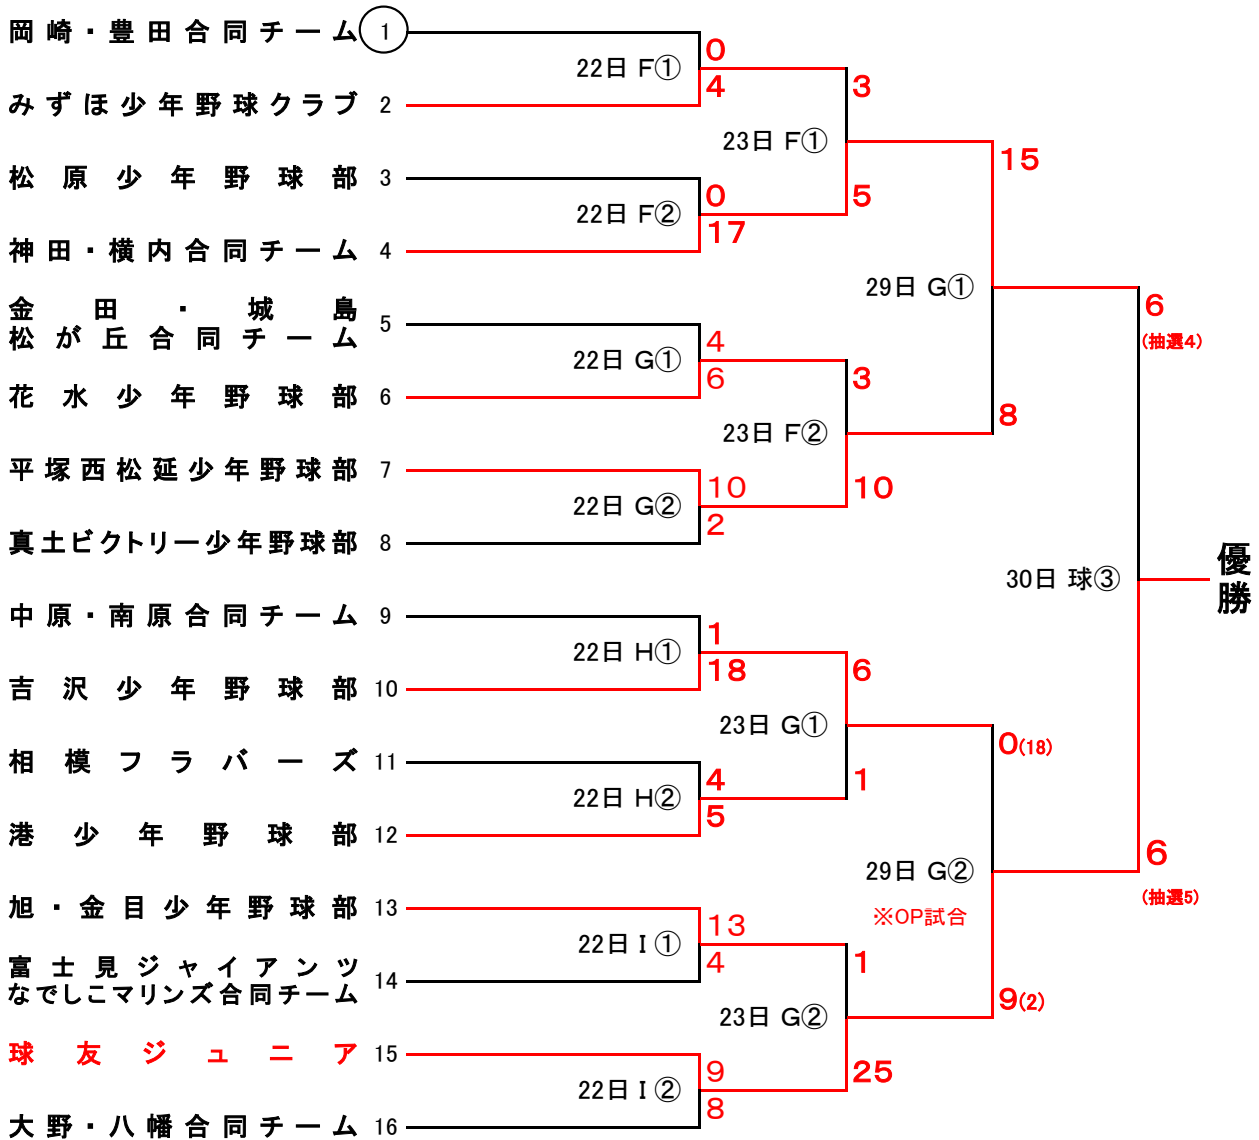 岡崎・豊田合同チーム 1
みずほ少年野球クラブ 2
松原少年野球部 3
神田・横内合同チーム 4
金田・城島
松が丘合同チーム 5
花水少年野球部 6
平塚西松延少年野球部 7
真土ビクトリー少年野球部 8
中原・南原合同チーム 9
吉沢少年野球部 10
相模フラバーズ 11
港少年野球部 12
旭・金目少年野球部 13
富士見ジャイアンツ
なでしこマリンズ合同チーム 14
球友ジュニア 15
大野・八幡合同チーム 16
22日 F①
0
4
22日 F②
0
17
22日 G①
4
6
22日 G②
10
2
22日 H①
1
18
22日 H②
4
5
22日 I①
13
4
22日 I②
9
8
23日 F①
3
5
23日 F②
3
10
23日 G①
6
1
23日 G②
1
25
29日 G①
15
8
29日 G②
※OP試合
0(18)
9(2)
30日 球③
6
(抽選4)
6
(抽選5)
優勝